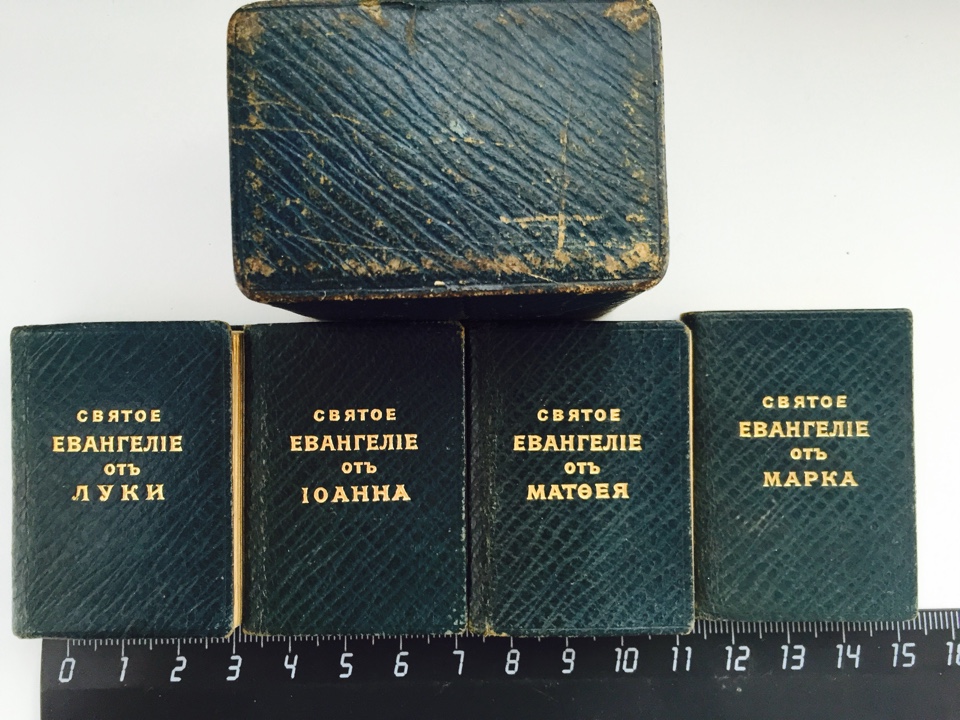 СВЯТОЕ
ЕВАНГЕЛІЕ
ОТЪ
ЛУКИ
СВЯТОЕ
ЕВАНГЕЛІЕ
ОТЪ
ІОАННА
СВЯТОЕ
ЕВАНГЕЛІЕ
ОТЪ
МАТѲЕЯ
СВЯТОЕ
ЕВАНГЕЛІЕ
ОТЪ
МАРКА
0 1 2 3 4 5 6 7 8 9 10 11 12 13 14 15